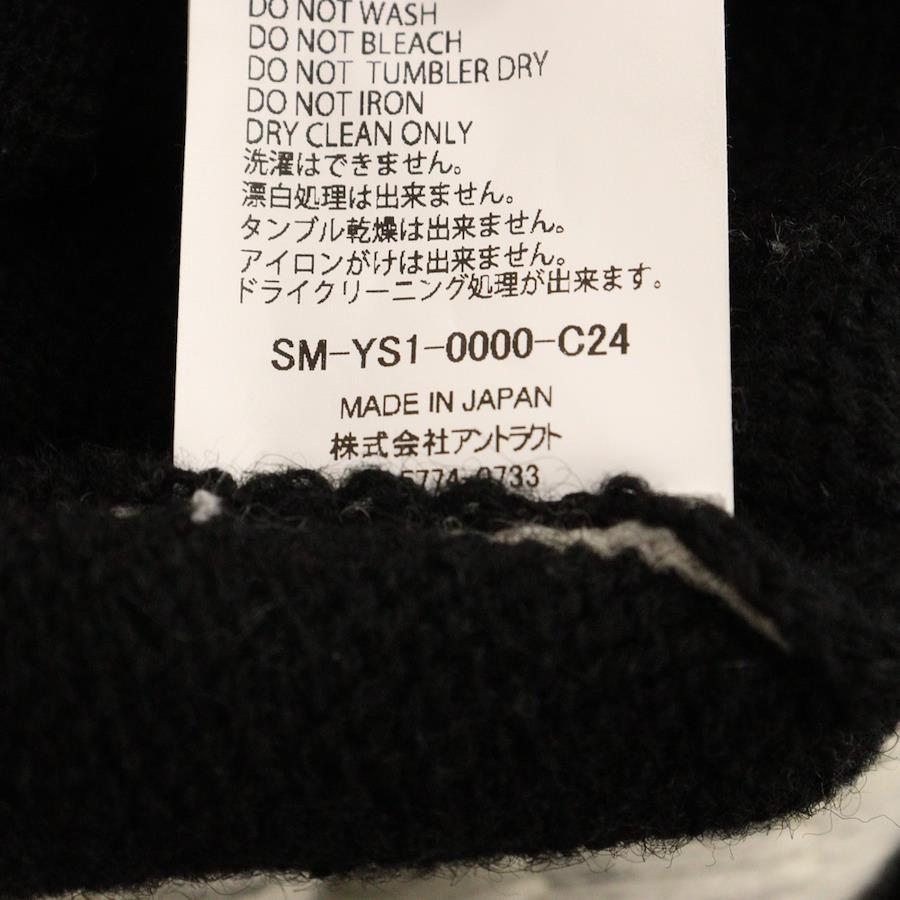 DO NOT WASH
DO NOT BLEACH
DO NOT TUMBLER DRY
DO NOT IRON
DRY CLEAN ONLY
洗濯はできません。
漂白処理は出来ません。
タンブル乾燥は出来ません。
アイロンがけは出来ません。
ドライクリーニング処理が出来ます。
SM-YS1-0000-C24
MADE IN JAPAN
株式会社アントラクト
5774-0733